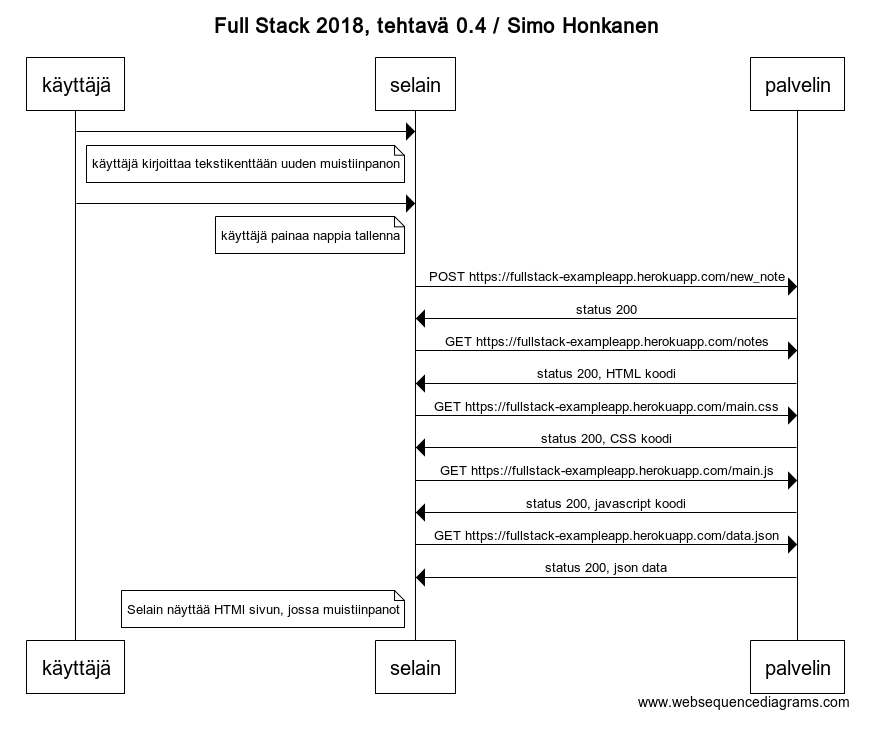 Full Stack 2018, tehtavä 0.4 / Simo Honkanen
käyttäjä
selain
palvelin
käyttäjä kirjoittaa tekstikenttään uuden muistiinpanon
käyttäjä painaa nappia tallenna
POST https://fullstack-exampleapp.herokuapp.com/new_note
status 200
GET https://fullstack-exampleapp.herokuapp.com/notes
status 200, HTML koodi
GET https://fullstack-exampleapp.herokuapp.com/main.css
status 200, CSS koodi
GET https://fullstack-exampleapp.herokuapp.com/main.js
status 200, javascript koodi
GET https://fullstack-exampleapp.herokuapp.com/data.json
status 200, json data
Selain näyttää HTMl sivun, jossa muistiinpanot
käyttäjä
selain
palvelin
www.websequencediagrams.com